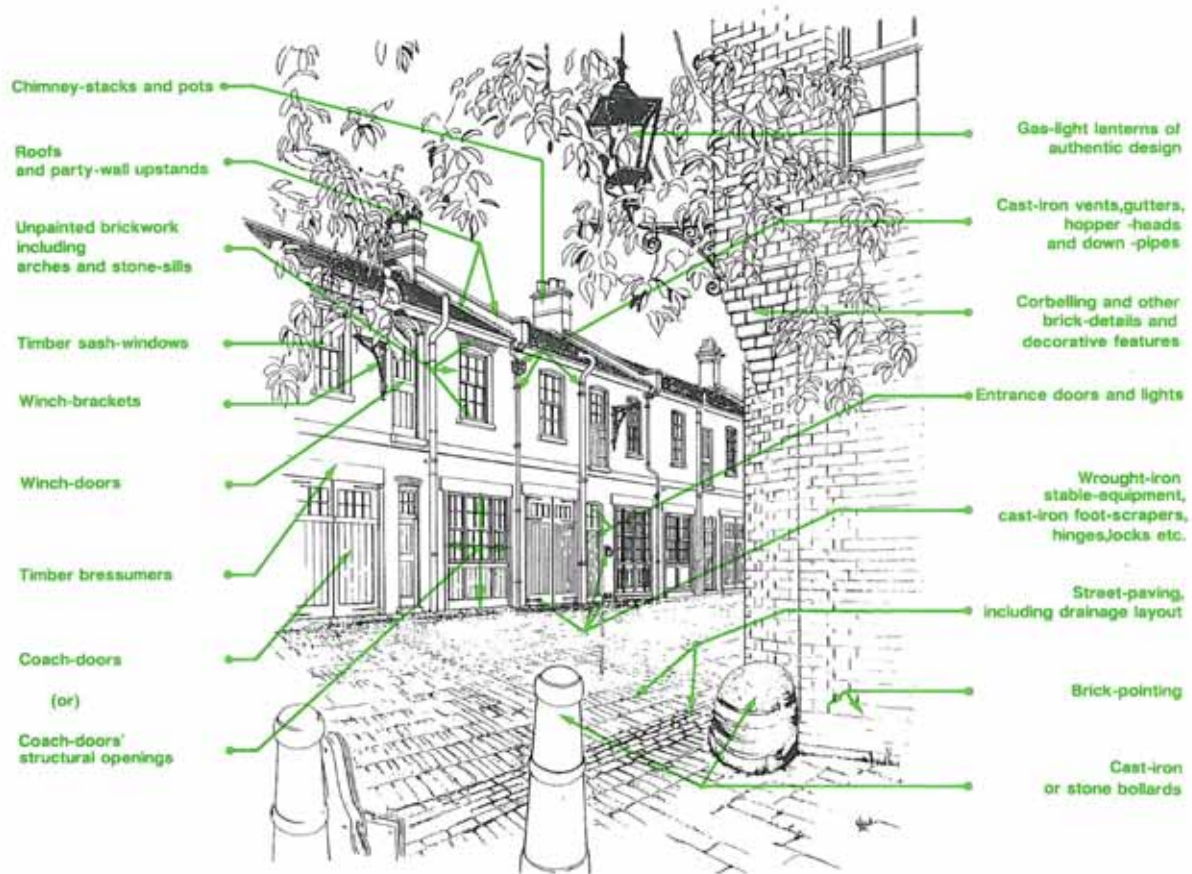 Chimney-stacks and pots
Roofs
and party-wall upstands
Unpainted brickwork
including
arches and stone-sills
Timber sash-windows
Winch-brackets
Winch-doors
Timber bressumers
Coach-doors
(or)
Coach-doors'
structural openings
Gas-light lanterns of
authentic design
Cast-iron vents,gutters,
hopper -heads
and down -pipes
Corbelling and other
brick-details and
decorative features
Entrance doors and lights
Wrought-iron
stable-equipment,
cast-iron foot-scrapers,
hinges,locks etc.
Street-paving,
including drainage layout
Brick-pointing
Cast-iron
or stone bollards